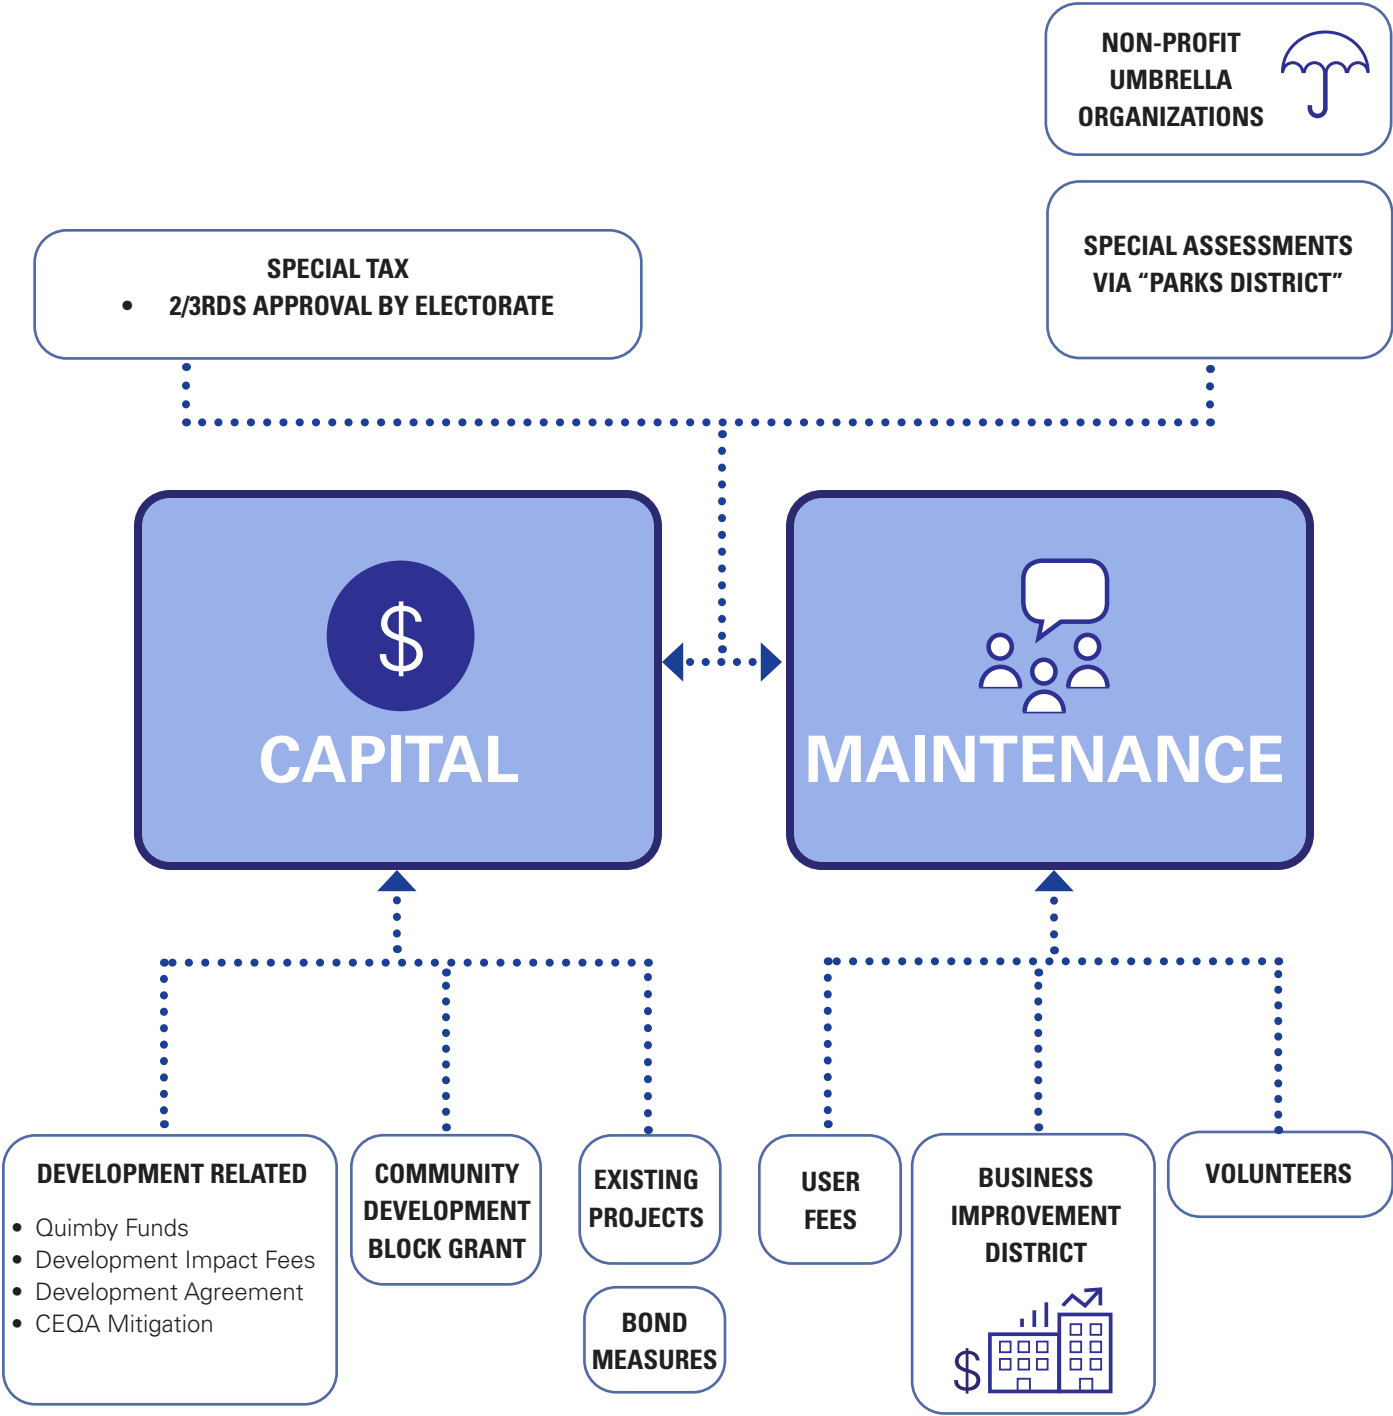 NON-PROFIT
UMBRELLA
ORGANIZATIONS
SPECIAL ASSESSMENTS
VIA “PARKS DISTRICT”
SPECIAL TAX
• 2/3RDS APPROVAL BY ELECTORATE
$
CAPITAL
MAINTENANCE
DEVELOPMENT RELATED
• Quimby Funds
• Development Impact Fees
• Development Agreement
• CEQA Mitigation
COMMUNITY
DEVELOPMENT
BLOCK GRANT
EXISTING
PROJECTS
BOND
MEASURES
USER
FEES
BUSINESS
IMPROVEMENT
DISTRICT
$
VOLUNTEERS